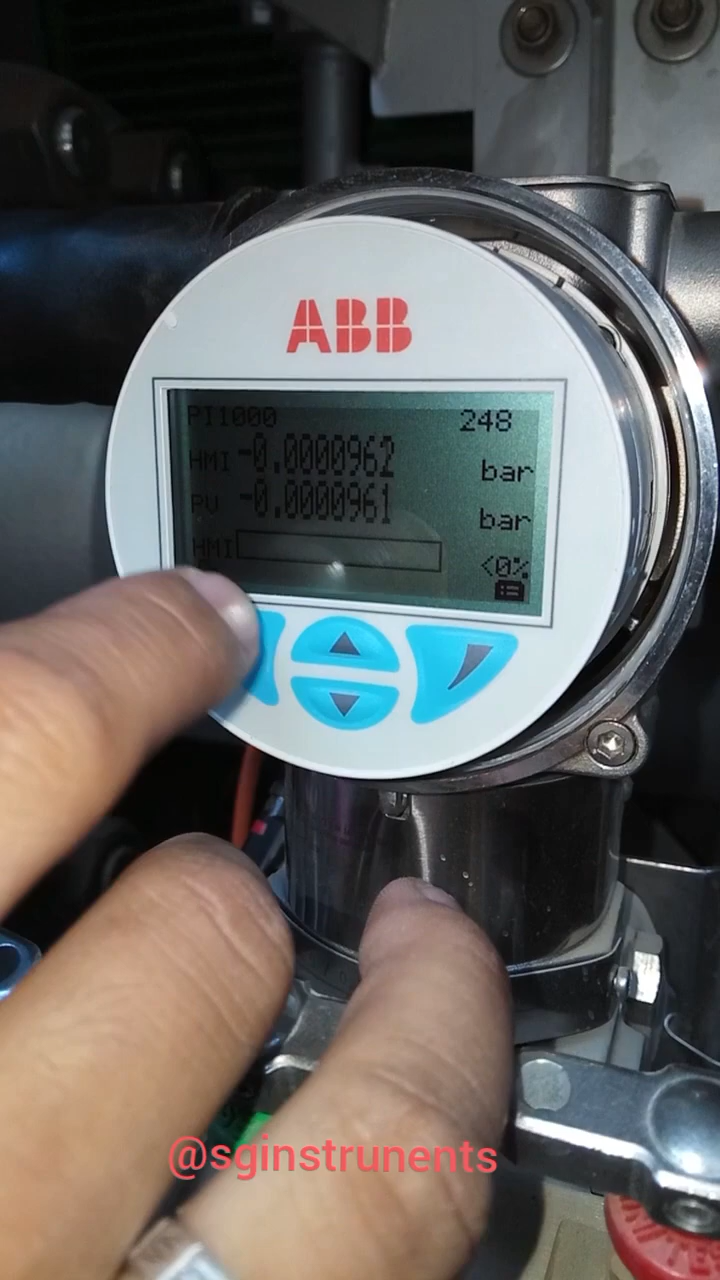 ABB
PI1000 248
HMI -0.0000962 bar
PV -0.0000961 bar
HMI <0%
@sginstrunents